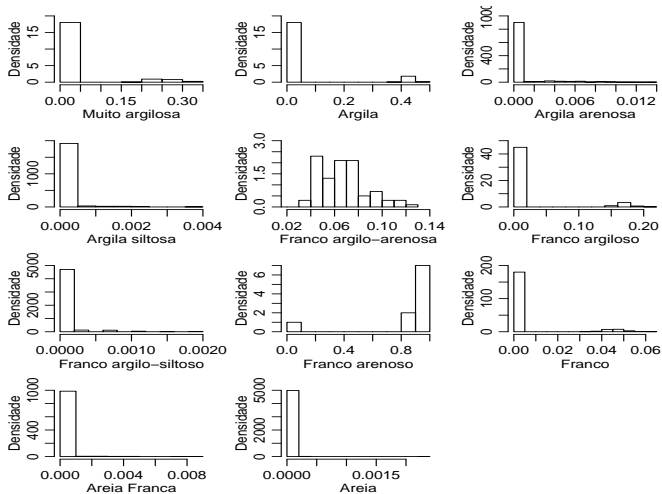 Densidade
0 5 15
0.00 0.15 0.30
Muito argilosa
Densidade
0 5 15
0.0 0.4
Argila
Densidade
0 400 1000
0.000 0.006 0.012
Argila arenosa
Densidade
0 1000
0.000 0.002 0.004
Argila siltosa
Densidade
0.0 1.5 3.0
0.02 0.06 0.10 0.14
Franco argilo−arenosa
Densidade
0 20 40
0.00 0.10 0.20
Franco argiloso
Densidade
0 2000 5000
0.0000 0.0010 0.0020
Franco argilo−siltoso
Densidade
0 2 4 6
0.0 0.4 0.8
Franco arenoso
Densidade
0 100 200
0.00 0.02 0.04 0.06
Franco
Densidade
0 400 1000
0.000 0.004 0.008
Areia Franca
Densidade
0 2000 5000
0.0000 0.0015
Areia